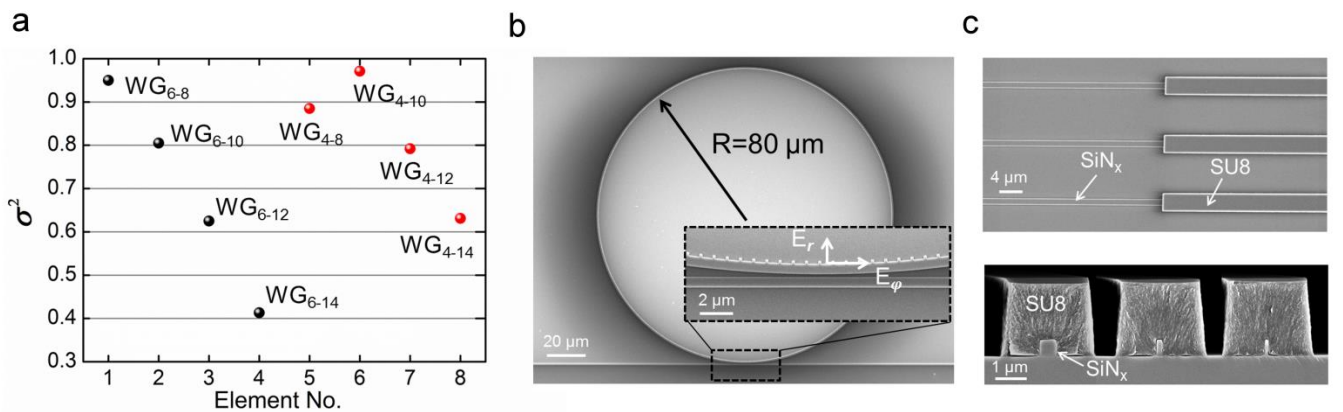 a
1.0
0.9
0.8
0.7
0.6
0.5
0.4
0.3
σ²
WG₆₋₈
WG₆₋₁₀
WG₆₋₁₂
WG₆₋₁₄
WG₄₋₈
WG₄₋₁₀
WG₄₋₁₂
WG₄₋₁₄
1 2 3 4 5 6 7 8
Element No.
b
R=80 µm
Eᵣ
Eᵩ
2 µm
20 µm
c
SiNₓ
SU8
4 µm
SU8
SiNₓ
1 µm